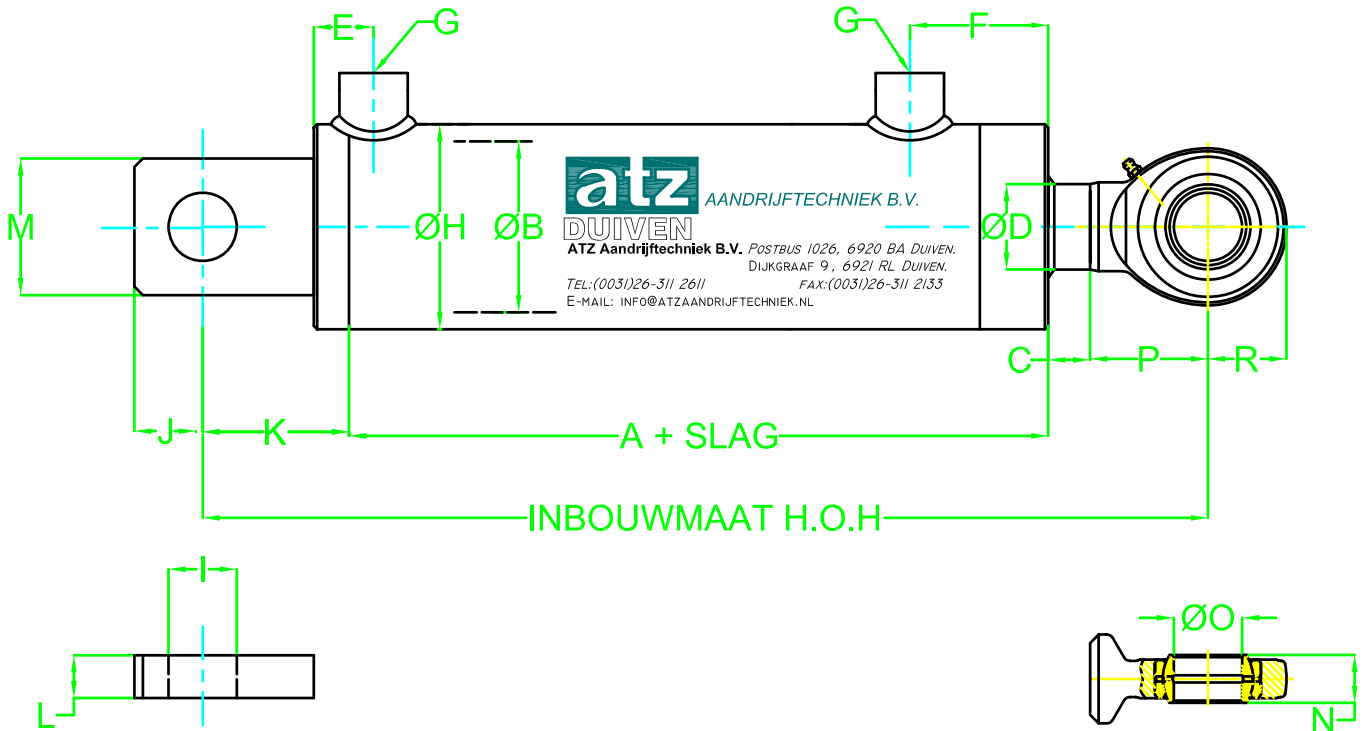 E
G
G
F
M
ØH
ØB
atz
AANDRIJFTECHNIEK B.V.
DUIVEN
ATZ Aandrijftechniek B.V. POSTBUS 1026, 6920 BA DUIVEN.
DIJKGRAAF 9, 6921 RL DUIVEN.
TEL:(0031)26-311 2611 FAX:(0031)26-311 2133
E-MAIL: INFO@ATZAANDRIJFTECHNIEK.NL
ØD
C
P
R
J
K
A + SLAG
INBOUWMAAT H.O.H
I
L
ØO
N